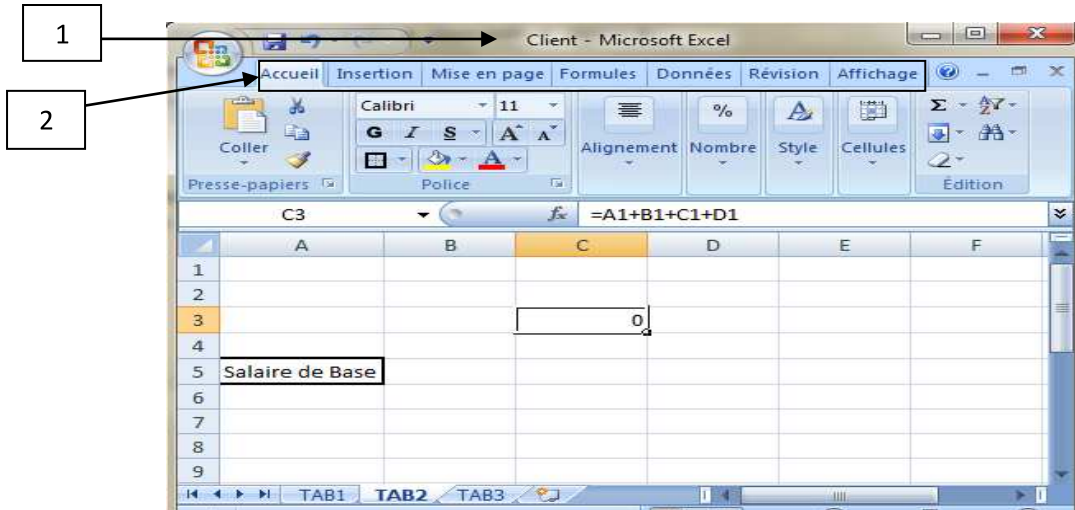 1
Client - Microsoft Excel
2
Accueil Insertion Mise en page Formules Données Révision Affichage
Calibri 11
G I S A A
Coller
Alignement Nombre Style Cellules
% A Σ
Presse-papiers Police Édition
C3 fx =A1+B1+C1+D1
A B C D E F
1
2
3 0
4
5 Salaire de Base
6
7
8
9
TAB1 TAB2 TAB3